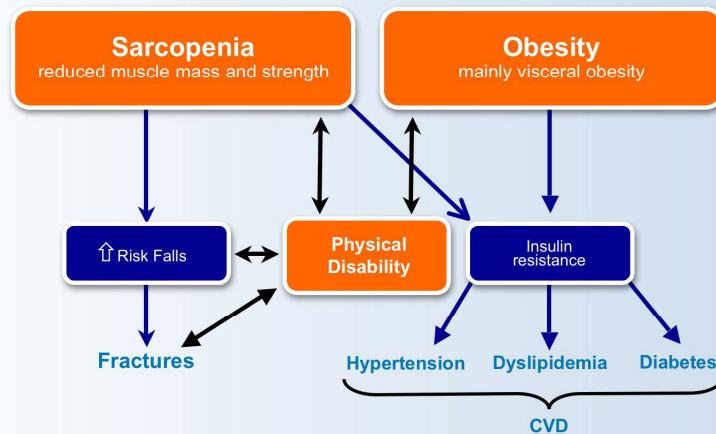 Sarcopenia
reduced muscle mass and strength
Obesity
mainly visceral obesity
⇧ Risk Falls
Physical
Disability
Insulin
resistance
Fractures
Hypertension
Dyslipidemia
Diabetes
CVD